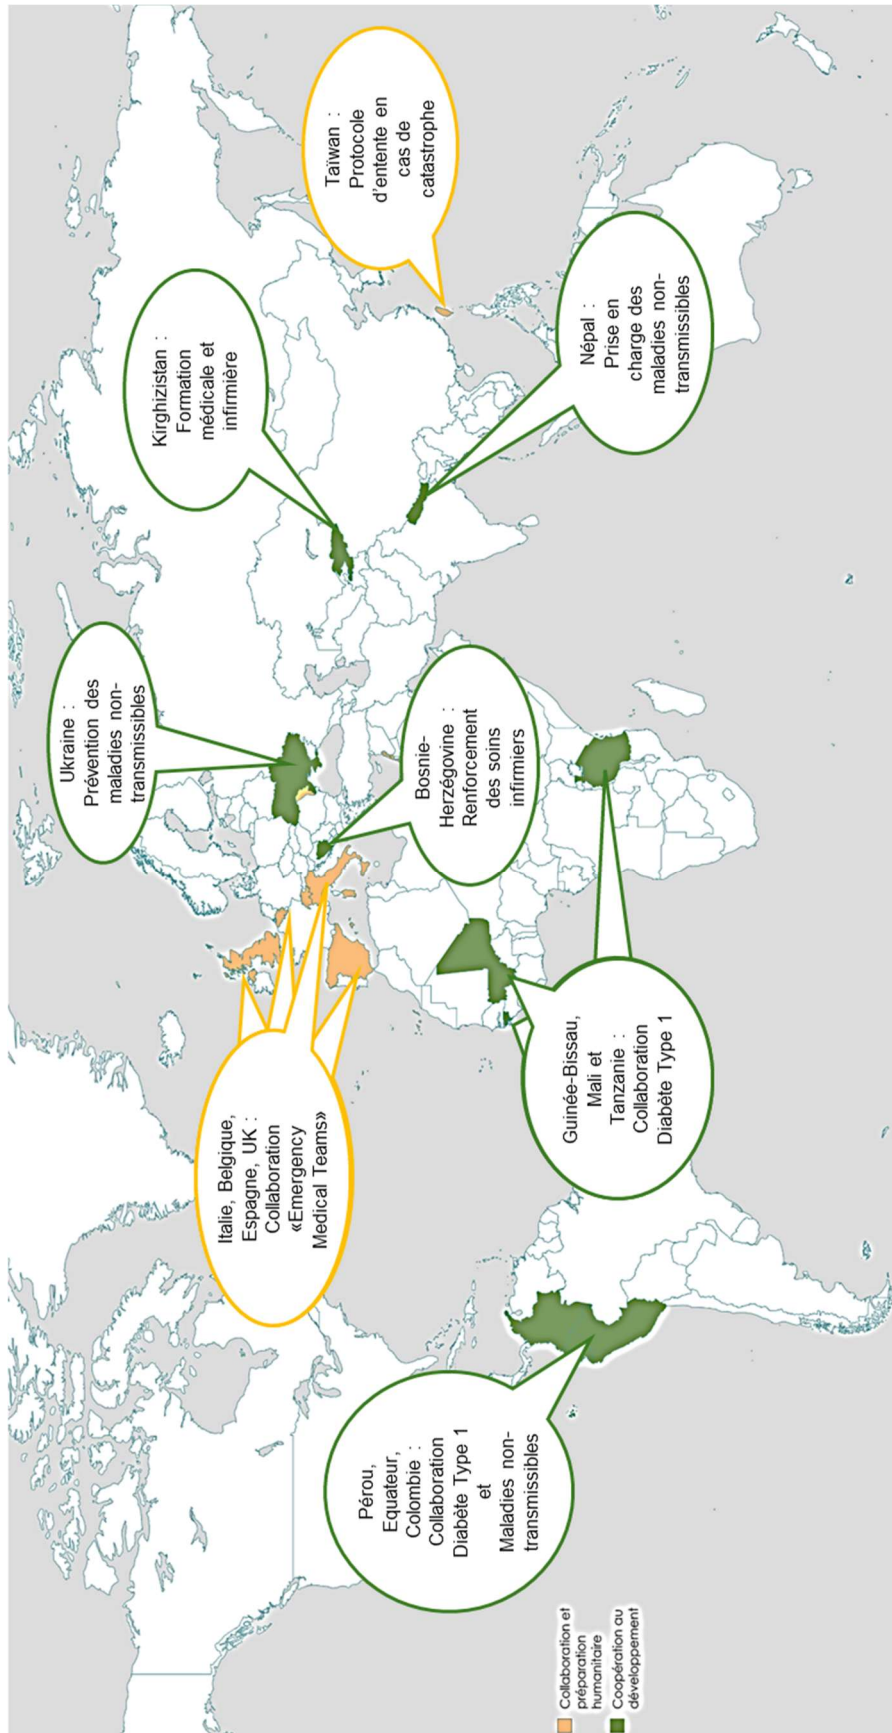 Ukraine :
Prévention des
maladies non-
transmissibles
Kirghizistan :
Formation
médicale et
infirmière
Taïwan :
Protocole
d'entente en
cas de
catastrophe
Italie, Belgique,
Espagne, UK :
Collaboration
«Emergency
Medical Teams»
Bosnie-
Herzégovine :
Renforcement
des soins
infirmiers
Népal :
Prise en
charge des
maladies non-
transmissibles
Pérou,
Equateur,
Colombie :
Collaboration
Diabète Type 1
et
Maladies non-
transmissibles
Guinée-Bissau,
Mali et
Tanzanie :
Collaboration
Diabète Type 1
Collaboration et
préparation
humanitaire
Coopération au
développement